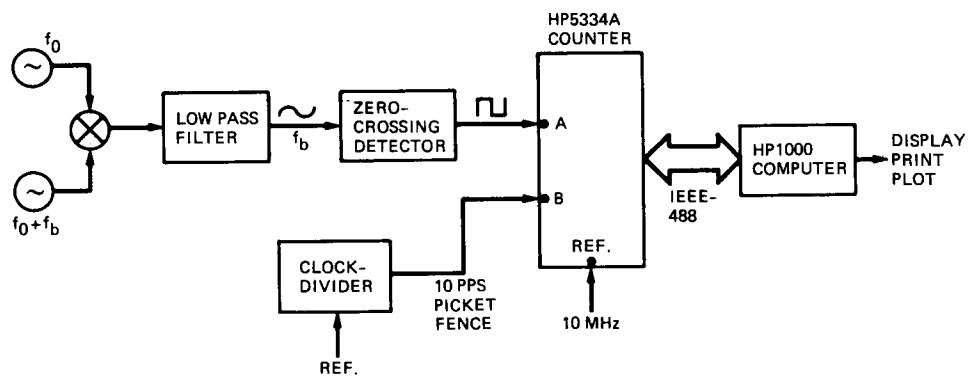 HP5334A
COUNTER
f0
LOW PASS
FILTER
fb
ZERO-
CROSSING
DETECTOR
A
B
f0+fb
CLOCK-
DIVIDER
REF.
10 PPS
PICKET
FENCE
REF.
10 MHz
IEEE-
488
HP1000
COMPUTER
DISPLAY
PRINT
PLOT